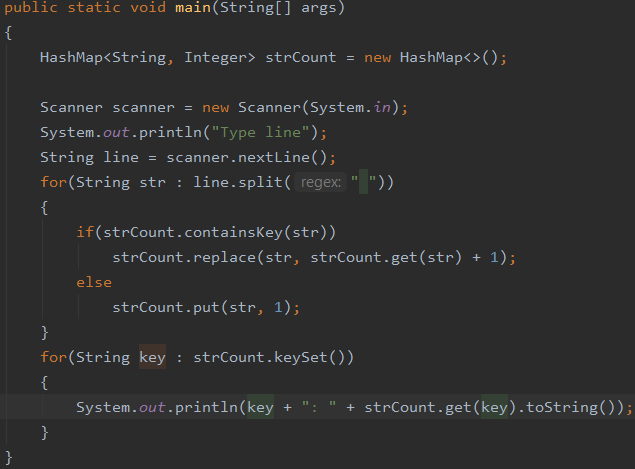 public static void main(String[] args)
{
    HashMap<String, Integer> strCount = new HashMap<>();

    Scanner scanner = new Scanner(System.in);
    System.out.println("Type line");
    String line = scanner.nextLine();
    for(String str : line.split( regex: " "))
    {
        if(strCount.containsKey(str))
            strCount.replace(str, strCount.get(str) + 1);
        else
            strCount.put(str, 1);
    }
    for(String key : strCount.keySet())
    {
        System.out.println(key + ": " + strCount.get(key).toString());
    }
}